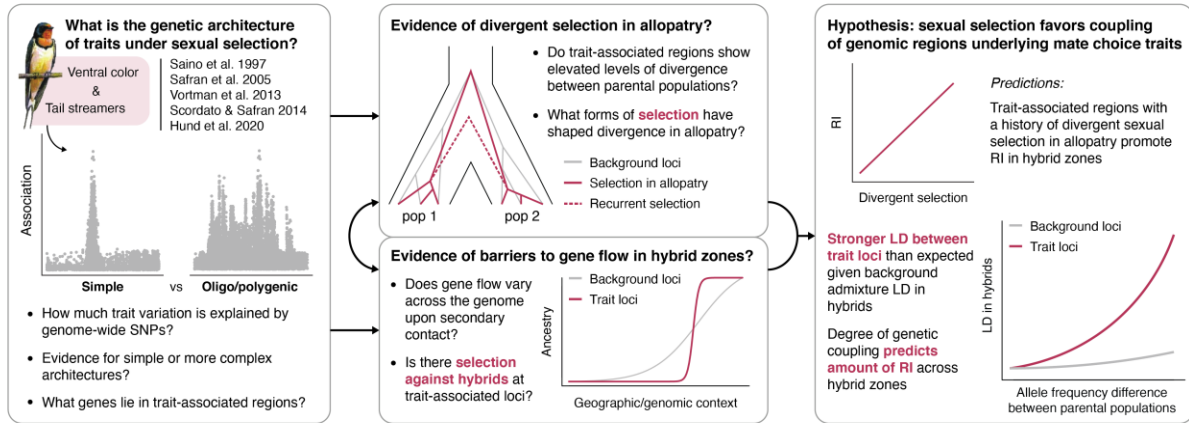 What is the genetic architecture
of traits under sexual selection?
Ventral color
&
Tail streamers
Saino et al. 1997
Safran et al. 2005
Vortman et al. 2013
Scordato & Safran 2014
Hund et al. 2020
Association
Simple
vs
Oligo/polygenic
• How much trait variation is explained by
genome-wide SNPs?
• Evidence for simple or more complex
architectures?
• What genes lie in trait-associated regions?
Evidence of divergent selection in allopatry?
• Do trait-associated regions show
elevated levels of divergence
between parental populations?
• What forms of selection have
shaped divergence in allopatry?
Background loci
Selection in allopatry
Recurrent selection
pop 1
pop 2
Evidence of barriers to gene flow in hybrid zones?
• Does gene flow vary
across the genome
upon secondary
contact?
• Is there selection
against hybrids at
trait-associated loci?
Background loci
Trait loci
Ancestry
Geographic/genomic context
Hypothesis: sexual selection favors coupling
of genomic regions underlying mate choice traits
RI
Divergent selection
Predictions:
Trait-associated regions with
a history of divergent sexual
selection in allopatry promote
RI in hybrid zones
Stronger LD between
trait loci than expected
given background
admixture LD in
hybrids
Degree of genetic
coupling predicts
amount of RI across
hybrid zones
Background loci
Trait loci
LD in hybrids
Allele frequency difference
between parental populations